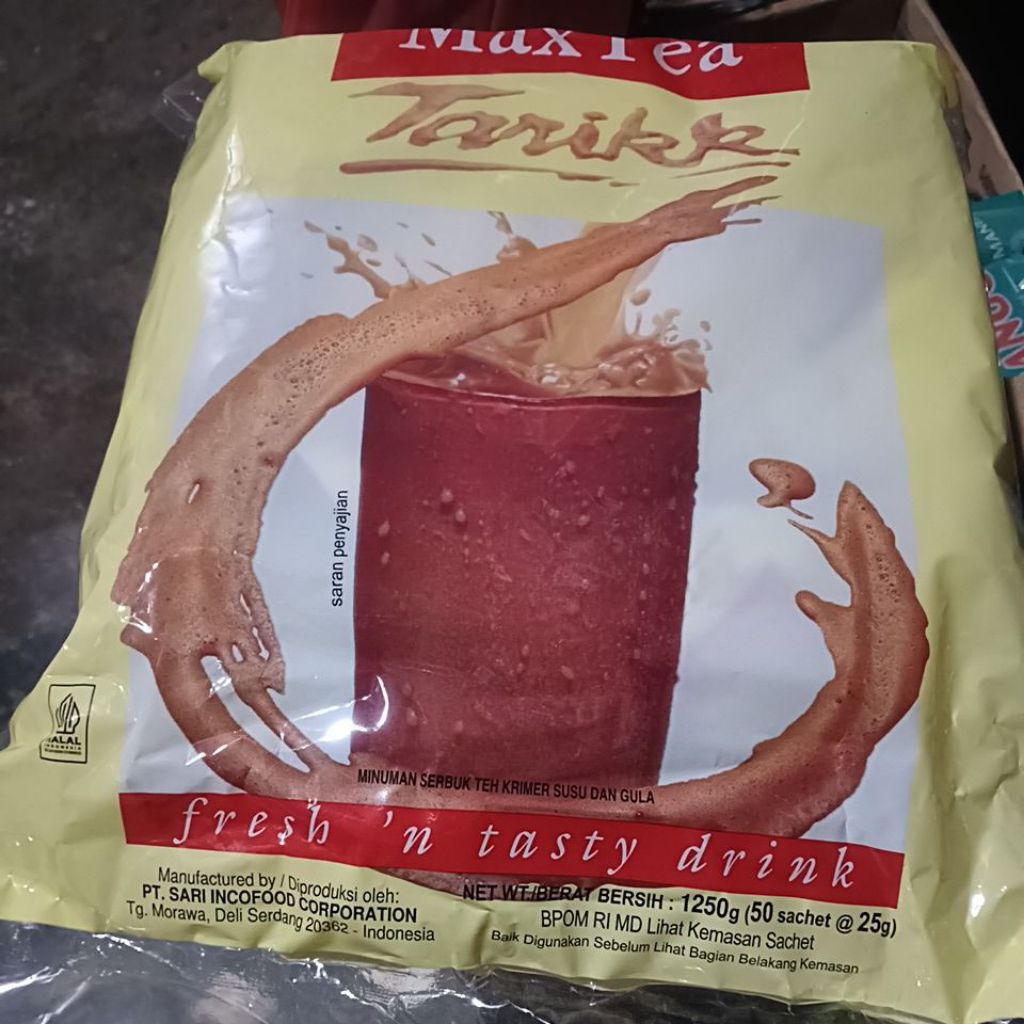 Max Tea
Tarikk
saran penyajian
HALAL
INDONESIA
MINUMAN SERBUK TEH KRIMER SUSU DAN GULA
fresh 'n tasty drink
Manufactured by / Diproduksi oleh:
PT. SARI INCOFOOD CORPORATION
Tg. Morawa, Deli Serdang 20362 - Indonesia
NET WT./BERAT BERSIH : 1250g (50 sachet @ 25g)
BPOM RI MD Lihat Kemasan Sachet
Baik Digunakan Sebelum Lihat Bagian Belakang Kemasan
MAN